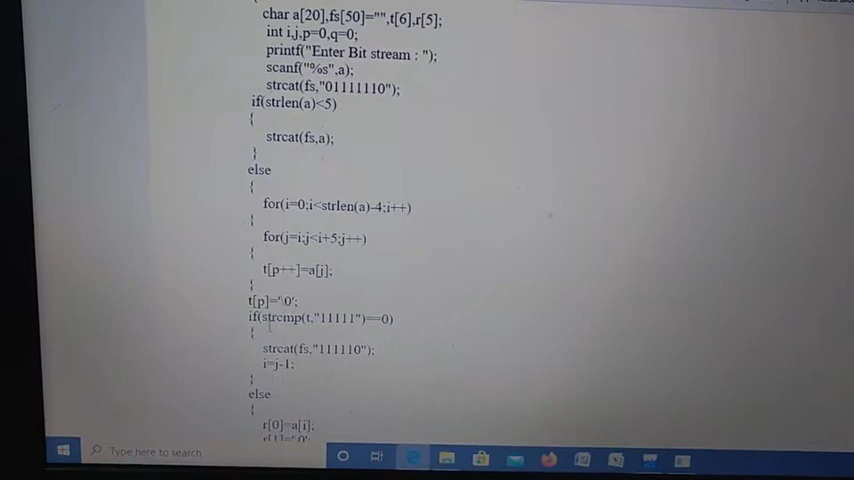 {
char a[20],fs[50]="",t[6],r[5];
int i,j,p=0,q=0;
printf("Enter Bit stream : ");
scanf("%s",a);
strcat(fs,"01111110");
if(strlen(a)<5)
{
strcat(fs,a);
}
else
{
for(i=0;i<strlen(a)-4;i++)
{
for(j=i;j<i+5;j++)
{
t[p++]=a[j];
}
t[p]='\0';
if(strcmp(t,"11111")==0)
{
strcat(fs,"111110");
i=j-1;
}
else
{
r[0]=a[i];
r[1]='\0';
Type here to search